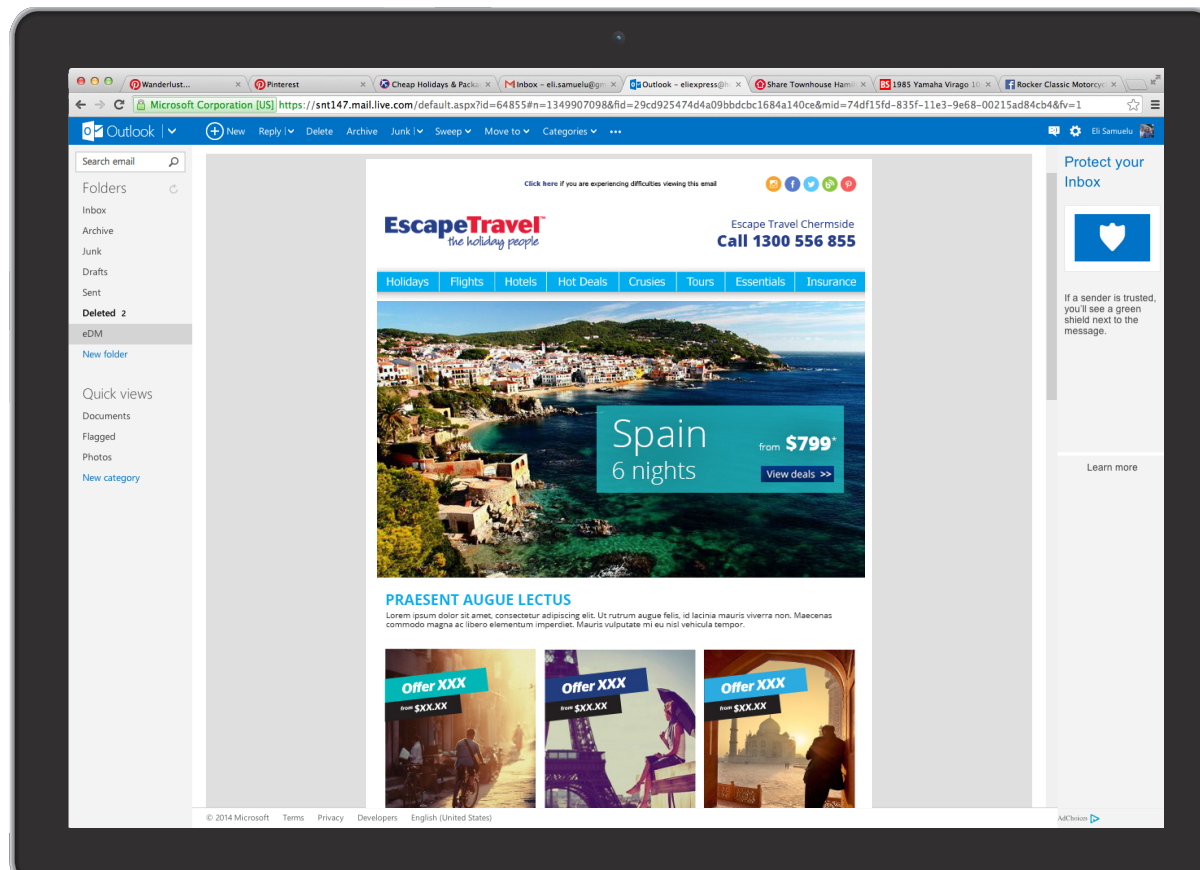 Wanderlust...
Pinterest
Cheap Holidays & Packa
Inbox – eli.samuelu@gm
Outlook – eliexpress@h
Share Townhouse Hami
1985 Yamaha Virago 10
Rocker Classic Motorcyc
Microsoft Corporation [US] https://snt147.mail.live.com/default.aspx?id=64855#n=1349907098&fid=29cd925474d4a09bbdcbc1684a140ce&mid=74df15fd-835f-11e3-9e68-00215ad84cb4&fv=1
Outlook
New Reply Delete Archive Junk Sweep Move to Categories •••
Eli Samuelu
Search email
Folders
Inbox
Archive
Junk
Drafts
Sent
Deleted 2
eDM
New folder
Quick views
Documents
Flagged
Photos
New category
Click here if you are experiencing difficulties viewing this email
EscapeTravel™
the holiday people
Escape Travel Chermside
Call 1300 556 855
Holidays Flights Hotels Hot Deals Crusies Tours Essentials Insurance
Spain
6 nights
from $799*
View deals >>
PRAESENT AUGUE LECTUS
Lorem ipsum dolor sit amet, consectetur adipiscing elit. Ut rutrum augue felis, id lacinia mauris viverra non. Maecenas
commodo magna ac libero elementum imperdiet. Mauris vulputate mi eu nisl vehicula tempor.
Offer XXX
from $XX.XX
Offer XXX
from $XX.XX
Offer XXX
from $XX.XX
Protect your
Inbox
If a sender is trusted,
you'll see a green
shield next to the
message.
Learn more
© 2014 Microsoft Terms Privacy Developers English (United States)
AdChoices